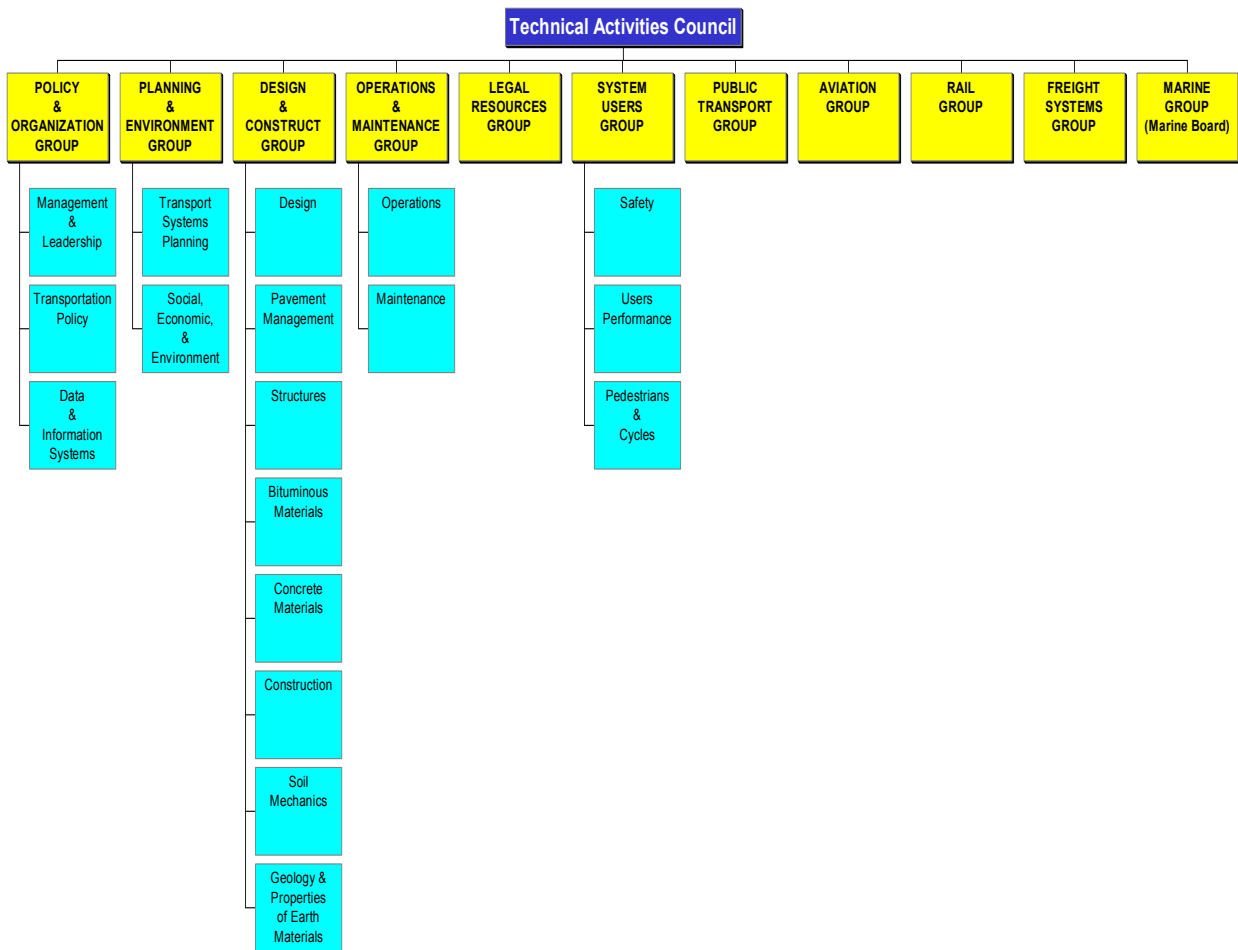 Technical Activities Council
POLICY
&
ORGANIZATION
GROUP
PLANNING
&
ENVIRONMENT
GROUP
DESIGN
&
CONSTRUCT
GROUP
OPERATIONS
&
MAINTENANCE
GROUP
LEGAL
RESOURCES
GROUP
SYSTEM
USERS
GROUP
PUBLIC
TRANSPORT
GROUP
AVIATION
GROUP
RAIL
GROUP
FREIGHT
SYSTEMS
GROUP
MARINE
GROUP
(Marine Board)
Management
&
Leadership
Transportation
Policy
Data
&
Information
Systems
Transport
Systems
Planning
Social,
Economic,
&
Environment
Design
Pavement
Management
Structures
Bituminous
Materials
Concrete
Materials
Construction
Soil
Mechanics
Geology &
Properties
of Earth
Materials
Operations
Maintenance
Safety
Users
Performance
Pedestrians
&
Cycles